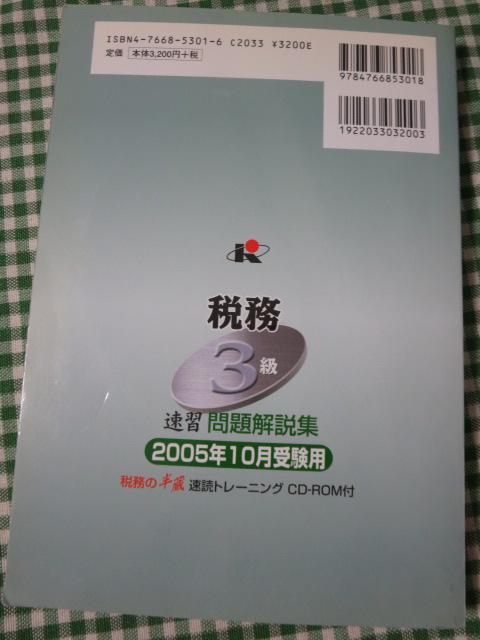 ISBN4-7668-5301-6 C2033 ¥3200E
定価 本体3,200円+税
9784766853018
1922033032003
税務
3級
速習 問題解説集
2005年10月受験用
税務の半蔵 速読トレーニング CD-ROM付